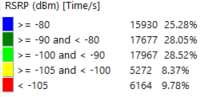 RSRP (dBm) [Time/s]
>= -80 15930 25.28%
>= -90 and < -80 17677 28.05%
>= -100 and < -90 17967 28.52%
>= -105 and < -100 5272 8.37%
< -105 6164 9.78%